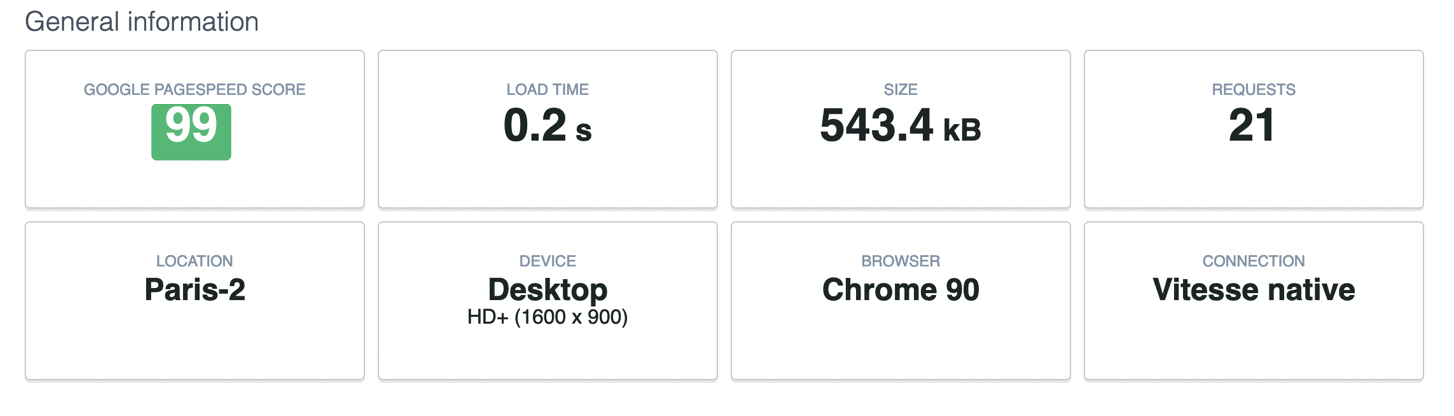 General information
GOOGLE PAGESPEED SCORE
99
LOAD TIME
0.2 s
SIZE
543.4 kB
REQUESTS
21
LOCATION
Paris-2
DEVICE
Desktop
HD+ (1600 x 900)
BROWSER
Chrome 90
CONNECTION
Vitesse native